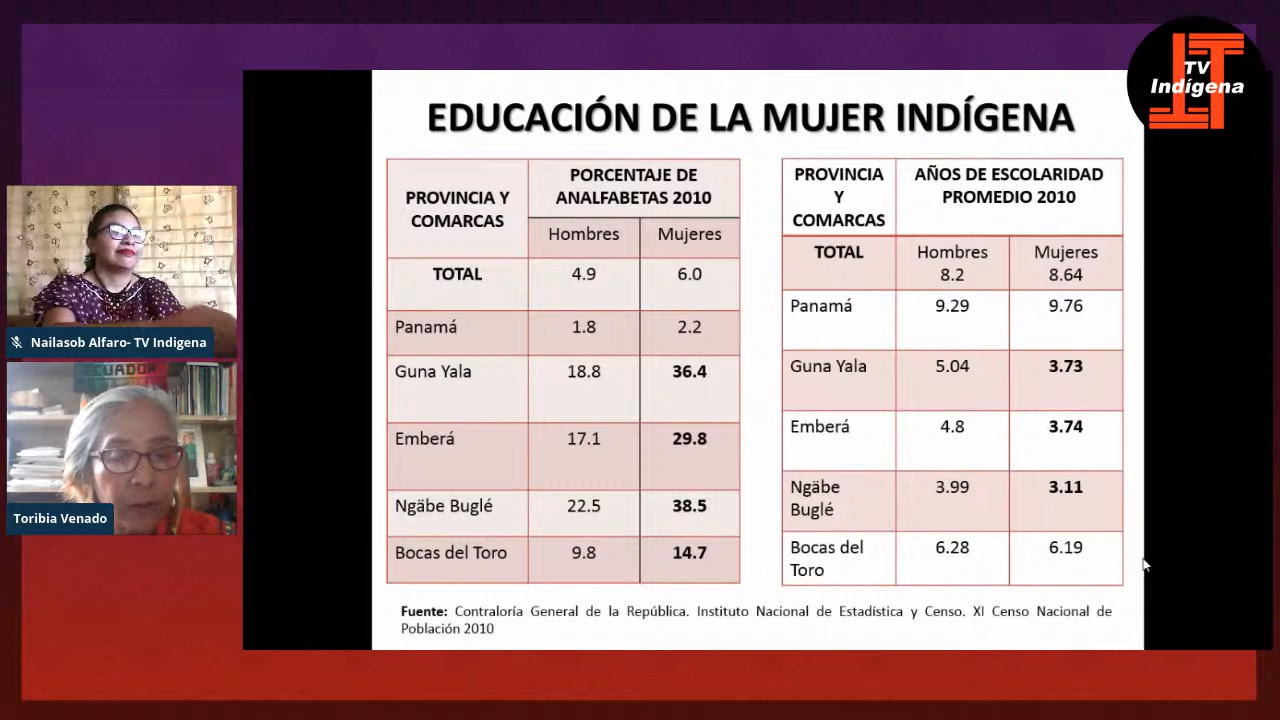 TV
Indígena
EDUCACIÓN DE LA MUJER INDÍGENA
PROVINCIA Y
COMARCAS
PORCENTAJE DE
ANALFABETAS 2010
Hombres
Mujeres
TOTAL
4.9
6.0
Panamá
1.8
2.2
Guna Yala
18.8
36.4
Emberá
17.1
29.8
Ngäbe Buglé
22.5
38.5
Bocas del Toro
9.8
14.7
PROVINCIA
Y
COMARCAS
AÑOS DE ESCOLARIDAD
PROMEDIO 2010
TOTAL
Hombres
8.2
Mujeres
8.64
Panamá
9.29
9.76
Guna Yala
5.04
3.73
Emberá
4.8
3.74
Ngäbe
Buglé
3.99
3.11
Bocas del
Toro
6.28
6.19
Fuente: Contraloría General de la República. Instituto Nacional de Estadística y Censo. XI Censo Nacional de
Población 2010
Nailasob Alfaro- TV Indigena
ECUADOR
Toribia Venado